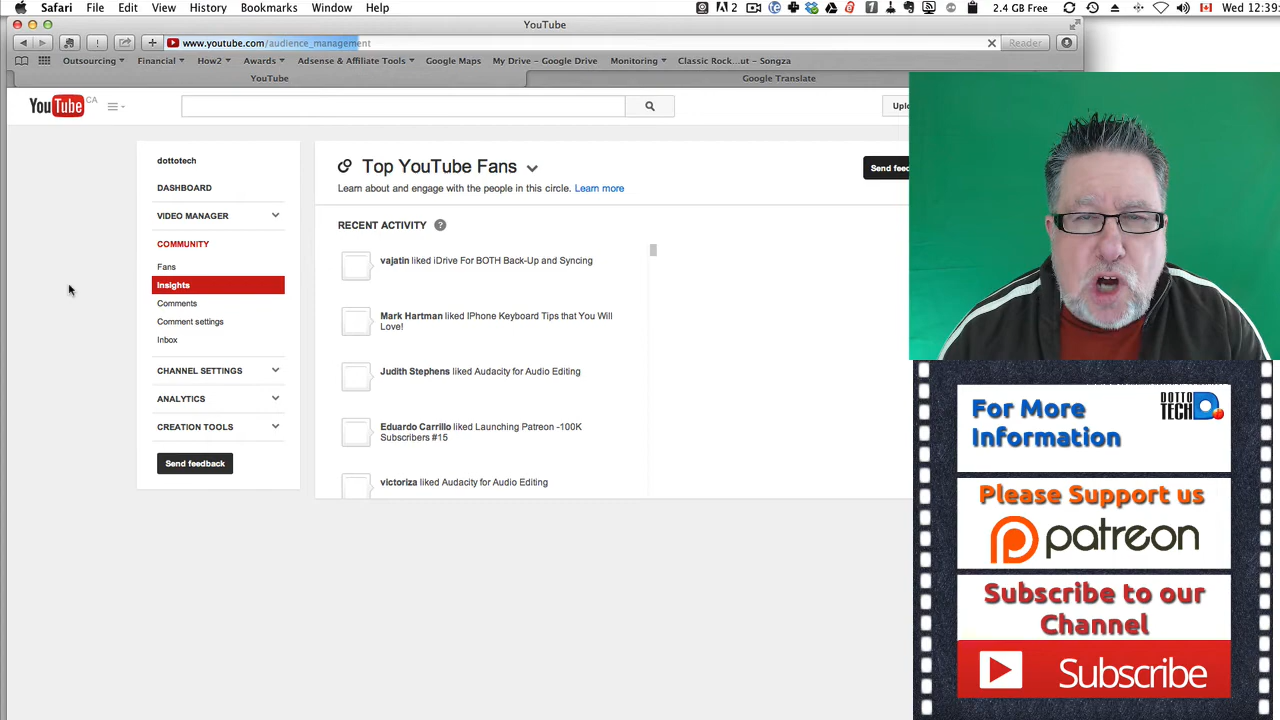 Safari File Edit View History Bookmarks Window Help
2 2.4 GB Free Wed 12:39
YouTube
www.youtube.com/audience_management
Reader
Outsourcing Financial How2 Awards Adsense & Affiliate Tools Google Maps My Drive – Google Drive Monitoring Classic Rock...ut – Songza
YouTube Google Translate
YouTube CA
Uplo
dottotech
DASHBOARD
VIDEO MANAGER
COMMUNITY
Fans
Insights
Comments
Comment settings
Inbox
CHANNEL SETTINGS
ANALYTICS
CREATION TOOLS
Send feedback
Top YouTube Fans
Send feed
Learn about and engage with the people in this circle. Learn more
RECENT ACTIVITY ?
vajatin liked iDrive For BOTH Back-Up and Syncing
Mark Hartman liked IPhone Keyboard Tips that You Will
Love!
Judith Stephens liked Audacity for Audio Editing
Eduardo Carrillo liked Launching Patreon -100K
Subscribers #15
victoriza liked Audacity for Audio Editing
For More
Information
DOTTO
TECH
Please Support us
patreon
Subscribe to our
Channel
Subscribe